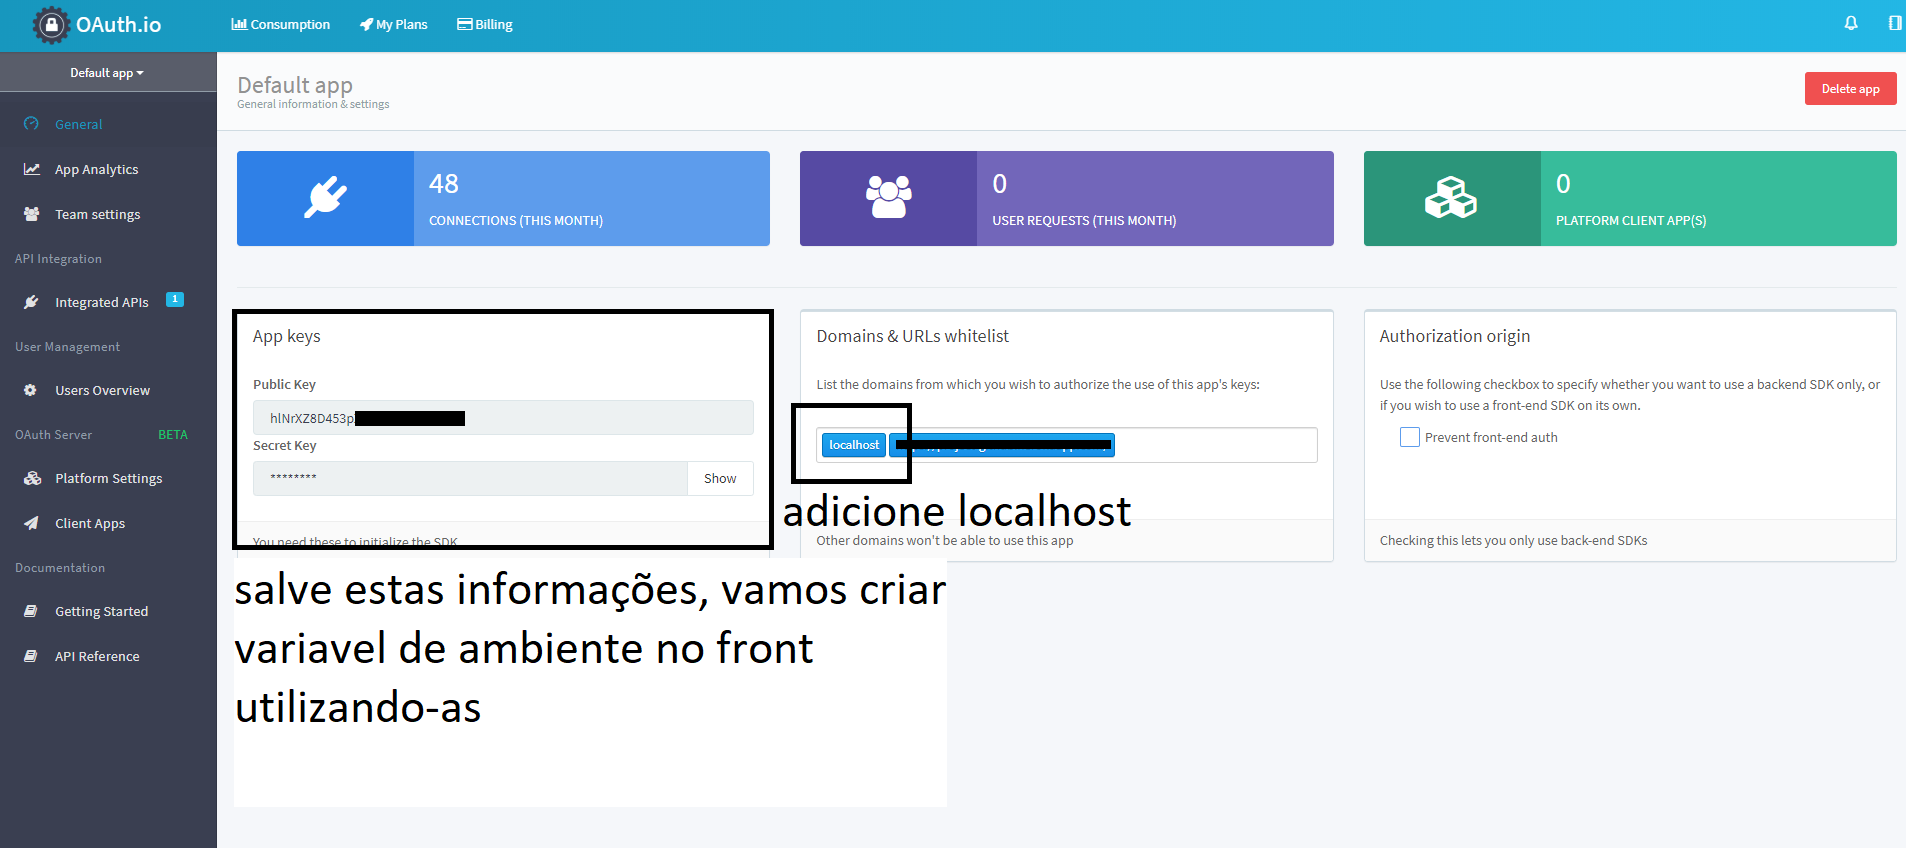 OAuth.io
Consumption
My Plans
Billing
Default app
General
App Analytics
Team settings
API Integration
Integrated APIs 1
User Management
Users Overview
OAuth Server BETA
Platform Settings
Client Apps
Documentation
Getting Started
API Reference
Default app
General information & settings
Delete app
48
CONNECTIONS (THIS MONTH)
0
USER REQUESTS (THIS MONTH)
0
PLATFORM CLIENT APP(S)
App keys
Public Key
hlNrXZ8D453p
Secret Key
********
Show
You need these to initialize the SDK
salve estas informações, vamos criar
variavel de ambiente no front
utilizando-as
Domains & URLs whitelist
List the domains from which you wish to authorize the use of this app's keys:
localhost
adicione localhost
Other domains won't be able to use this app
Authorization origin
Use the following checkbox to specify whether you want to use a backend SDK only, or
if you wish to use a front-end SDK on its own.
Prevent front-end auth
Checking this lets you only use back-end SDKs